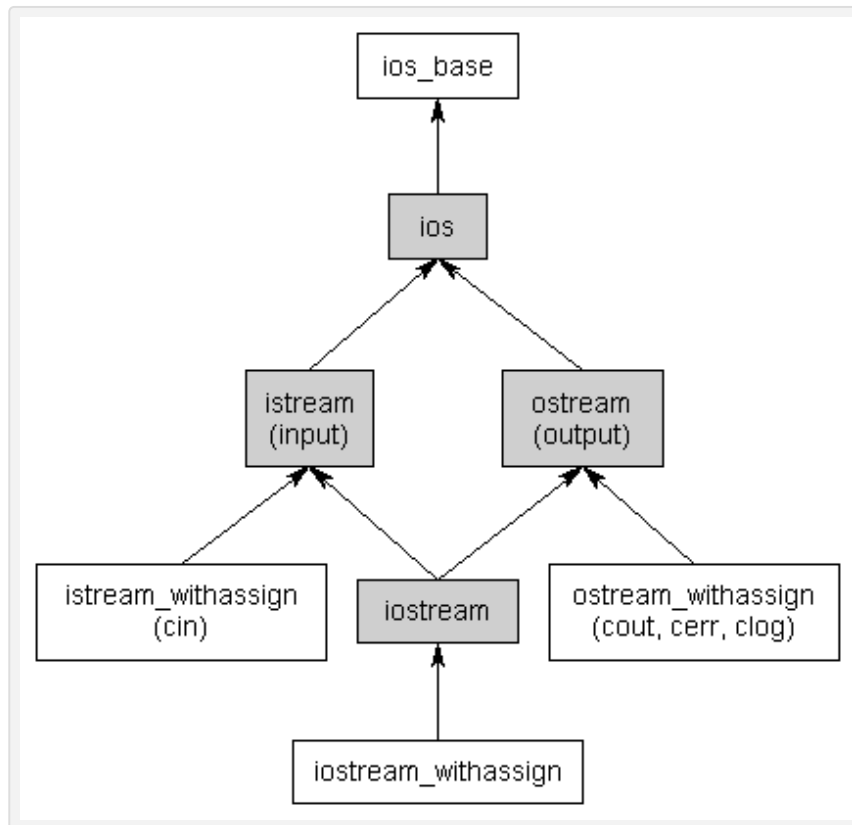 ios_base
ios
istream
(input)
ostream
(output)
istream_withassign
(cin)
iostream
ostream_withassign
(cout, cerr, clog)
iostream_withassign